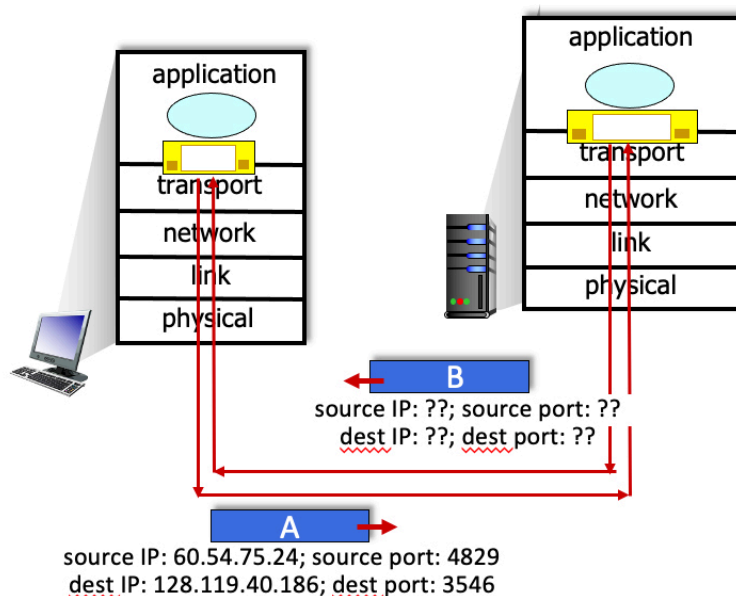 application
transport
network
link
physical
application
transport
network
link
physical
B
source IP: ??; source port: ??
dest IP: ??; dest port: ??
A
source IP: 60.54.75.24; source port: 4829
dest IP: 128.119.40.186; dest port: 3546